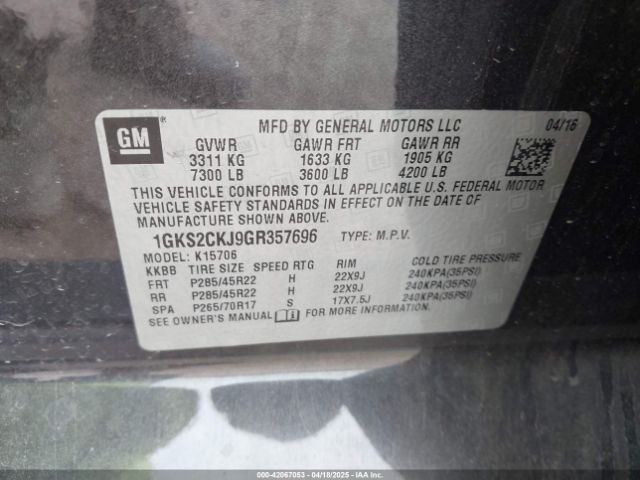 GM
MFD BY GENERAL MOTORS LLC 04/16
GVWR GAWR FRT GAWR RR
3311 KG 1633 KG 1905 KG
7300 LB 3600 LB 4200 LB
THIS VEHICLE CONFORMS TO ALL APPLICABLE U.S. FEDERAL MOTOR
VEHICLE SAFETY STANDARDS IN EFFECT ON THE DATE OF
MANUFACTURE SHOWN ABOVE.
1GKS2CKJ9GR357696 TYPE: M.P.V.
MODEL: K15706
KKBB TIRE SIZE SPEED RTG RIM COLD TIRE PRESSURE
FRT P285/45R22 H 22X9J 240KPA(35PSI)
RR P285/45R22 H 22X9J 240KPA(35PSI)
SPA P265/70R17 S 17X7.5J 240KPA(35PSI)
SEE OWNER'S MANUAL FOR MORE INFORMATION.
000-42067053 - 04/18/2025 - IAAI.COM